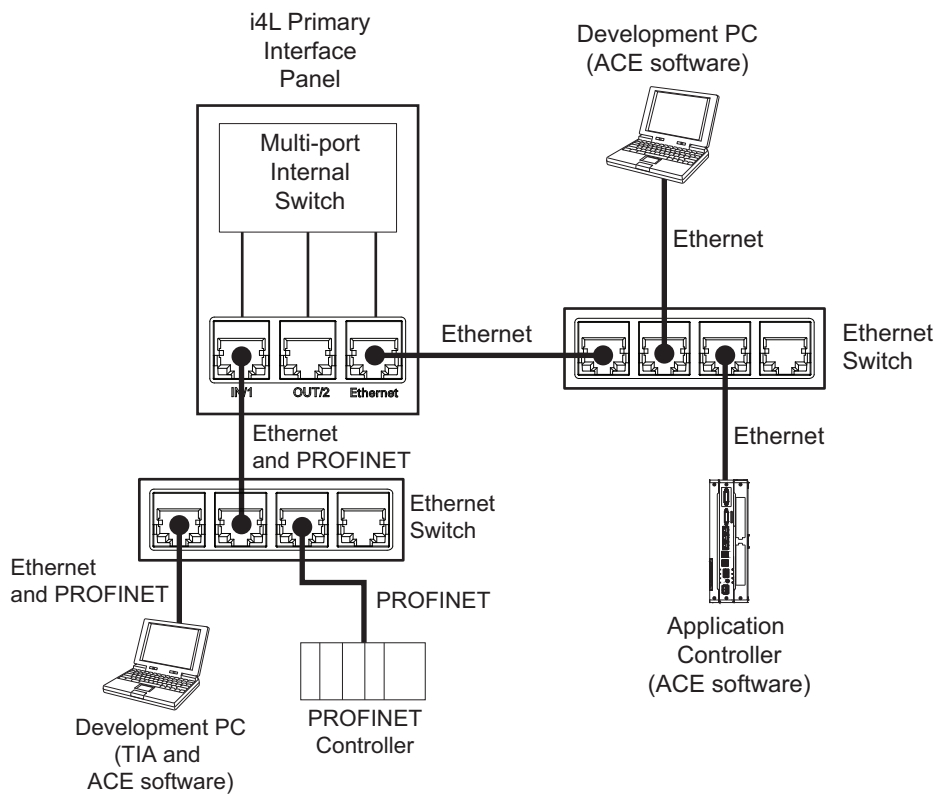 i4L Primary
Interface
Panel
Development PC
(ACE software)
Multi-port
Internal
Switch
Ethernet
Ethernet
Ethernet
Switch
IN/1
OUT/2
Ethernet
Ethernet
and PROFINET
Ethernet
Ethernet
Switch
Ethernet
and PROFINET
PROFINET
Application
Controller
(ACE software)
PROFINET
Controller
Development PC
(TIA and
ACE software)